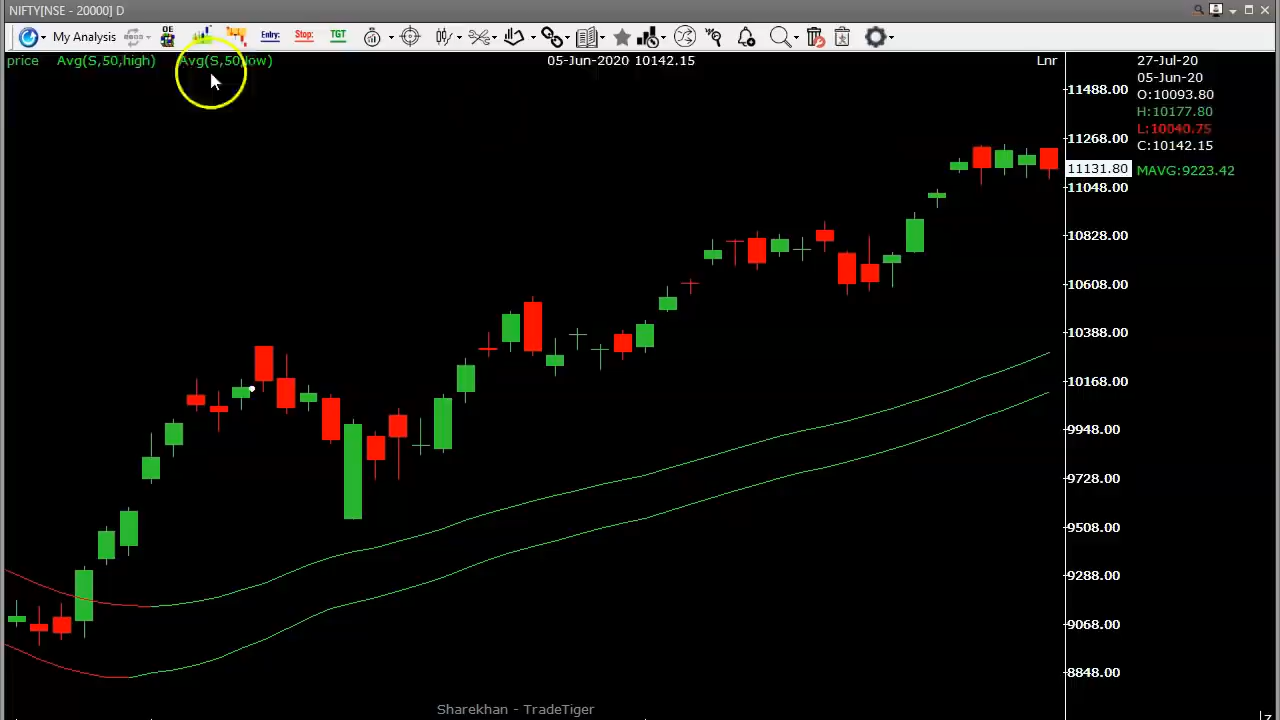 NIFTY[NSE - 20000] D
My Analysis OE Entry: Stop: TGT
price Avg(S,50,high) Avg(S,50,low) 05-Jun-2020 10142.15 Lnr
27-Jul-20
05-Jun-20
O:10093.80
H:10177.80
L:10040.75
C:10142.15
MAVG:9223.42
11488.00
11268.00
11131.80
11048.00
10828.00
10608.00
10388.00
10168.00
9948.00
9728.00
9508.00
9288.00
9068.00
8848.00
Sharekhan - TradeTiger